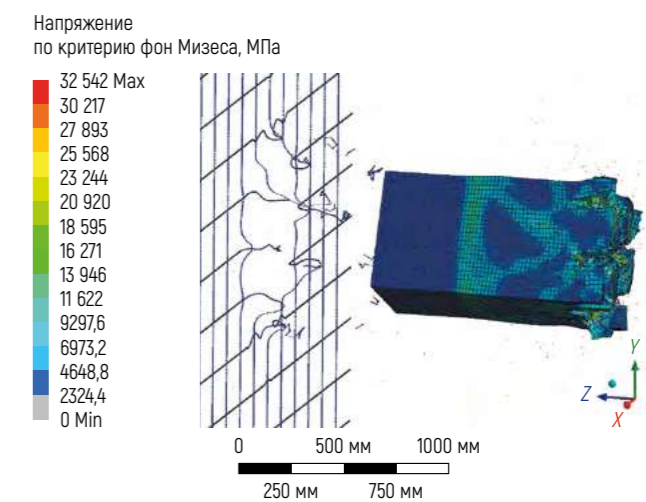 Напряжение
по критерию фон Мизеса, МПа
32 542 Max
30 217
27 893
25 568
23 244
20 920
18 595
16 271
13 946
11 622
9297,6
6973,2
4648,8
2324,4
0 Min
Y
Z
X
0 500 мм 1000 мм
250 мм 750 мм